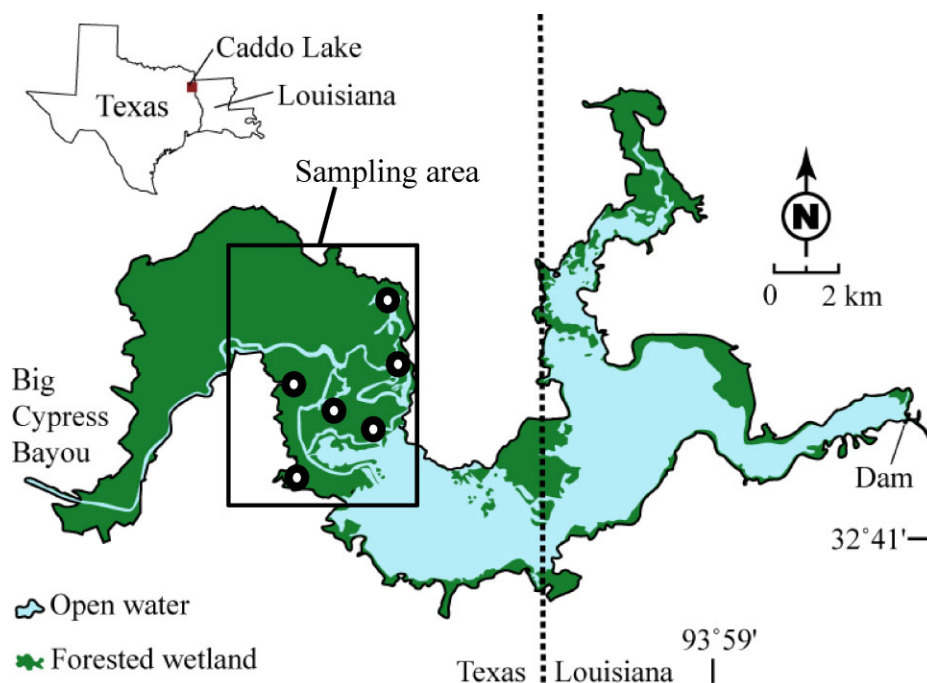 Caddo Lake
Texas
Louisiana
Sampling area
N
0 2 km
Big
Cypress
Bayou
Dam
32°41'
Open water
93°59'
Forested wetland
Texas Louisiana